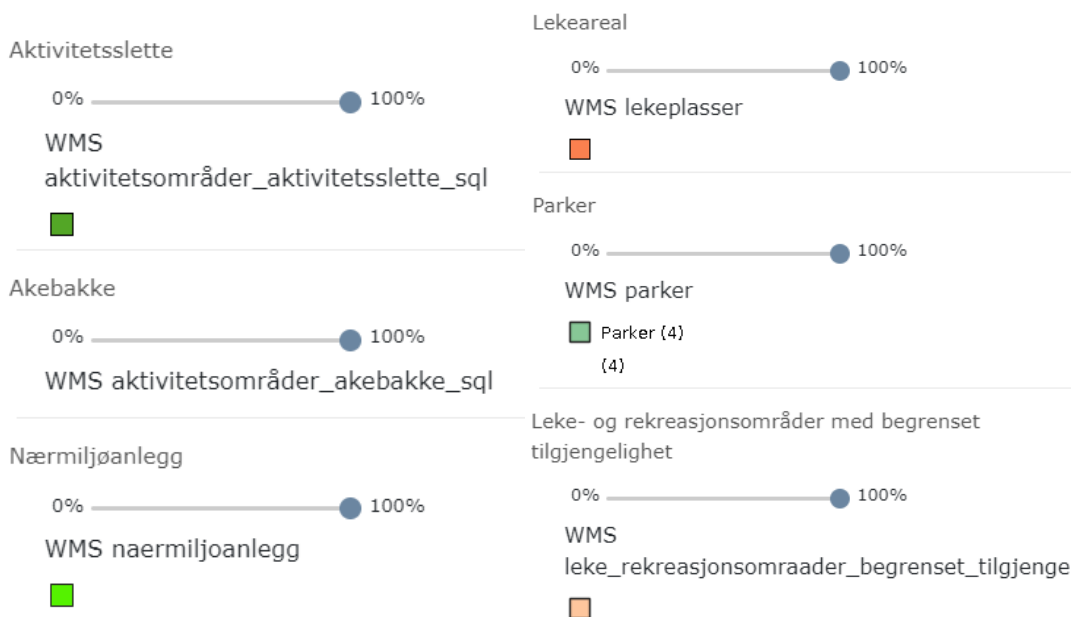 Aktivitetsslette
0% 100%
WMS
aktivitetsområder_aktivitetsslette_sql
Akebakke
0% 100%
WMS aktivitetsområder_akebakke_sql
Nærmiljøanlegg
0% 100%
WMS naermiljoanlegg
Lekeareal
0% 100%
WMS lekeplasser
Parker
0% 100%
WMS parker
Parker (4)
(4)
Leke- og rekreasjonsområder med begrenset
tilgjengelighet
0% 100%
WMS
leke_rekreasjonsomraader_begrenset_tilgjenge